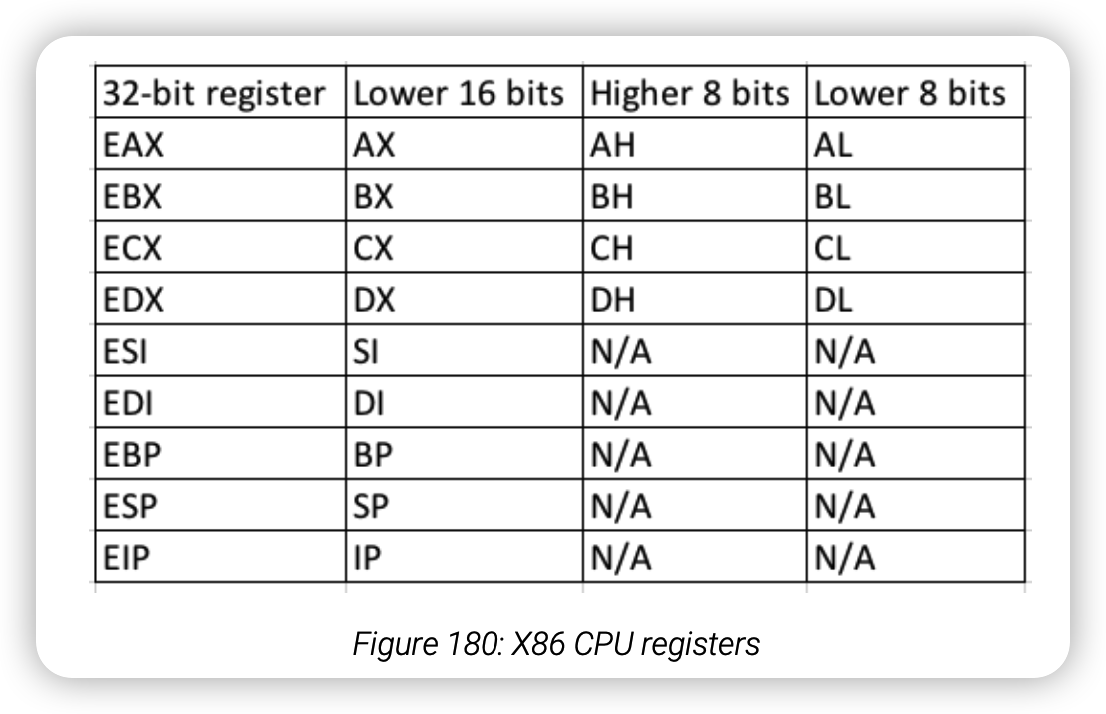 32-bit register Lower 16 bits Higher 8 bits Lower 8 bits
EAX AX AH AL
EBX BX BH BL
ECX CX CH CL
EDX DX DH DL
ESI SI N/A N/A
EDI DI N/A N/A
EBP BP N/A N/A
ESP SP N/A N/A
EIP IP N/A N/A
Figure 180: X86 CPU registers